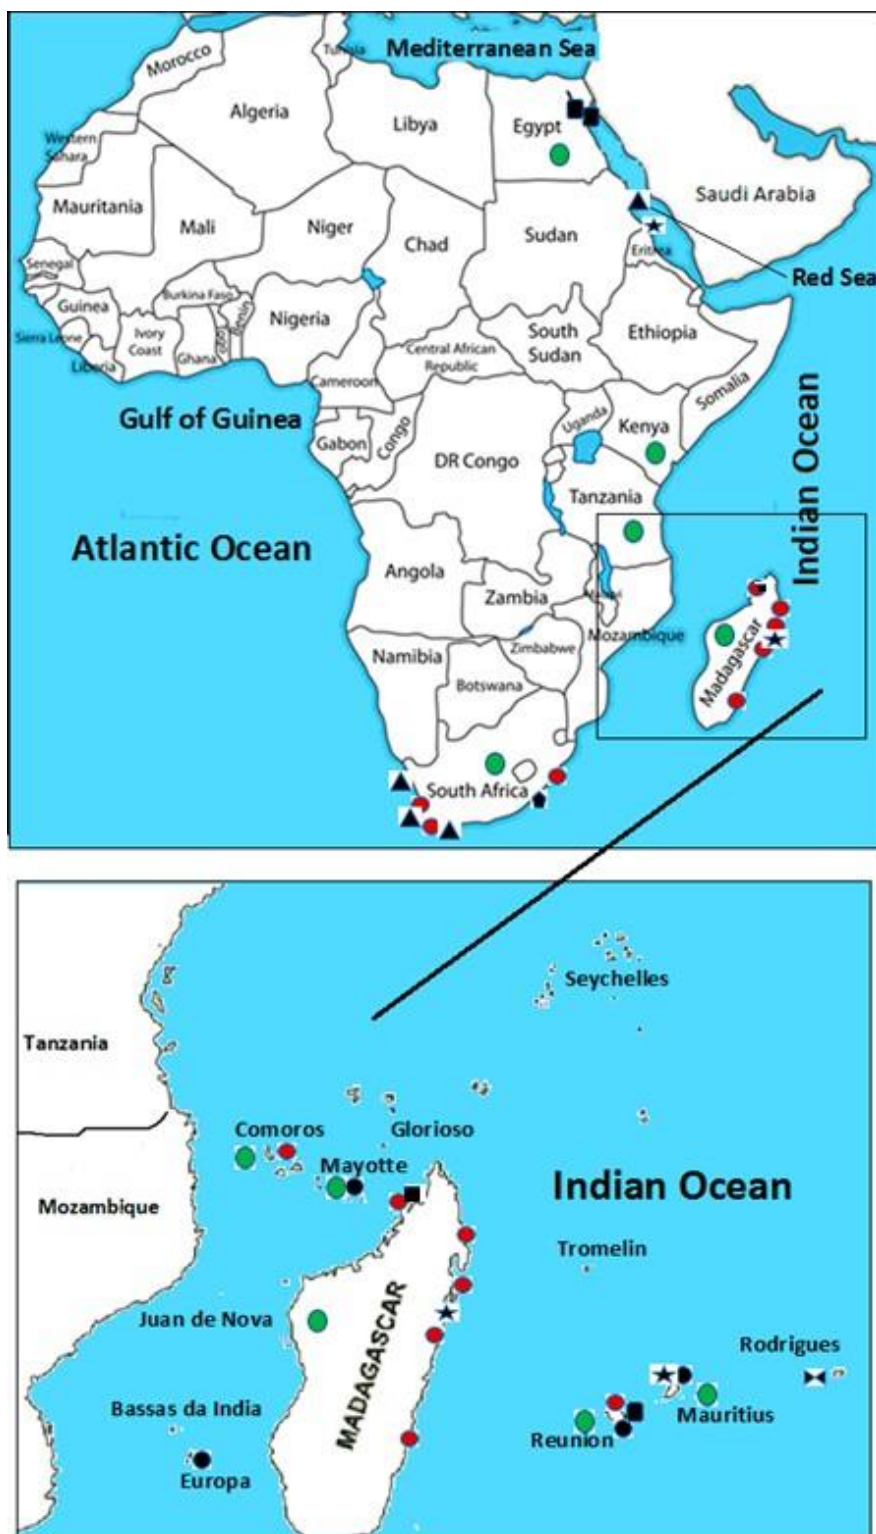 Mediterranean Sea
Morocco
Tunisia
Algeria
Libya
Egypt
Western
Sahara
Saudi Arabia
Mauritania
Mali
Niger
Chad
Sudan
Eritrea
Red Sea
Senegal
Guinea
Burkina Faso
Benin
Togo
Nigeria
Sierra Leone
Ivory
Coast
Ghana
Liberia
Central African
Republic
South
Sudan
Ethiopia
Somalia
Cameroon
Gulf of Guinea
Gabon
Congo
Uganda
Kenya
DR Congo
Tanzania
Indian Ocean
Atlantic Ocean
Angola
Zambia
Mozambique
Zimbabwe
Namibia
Botswana
Madagascar
South Africa
Seychelles
Tanzania
Comoros
Glorioso
Mayotte
Mozambique
Indian Ocean
Tromelin
Juan de Nova
MADAGASCAR
Rodrigues
Bassas da India
Mauritius
Reunion
Europa